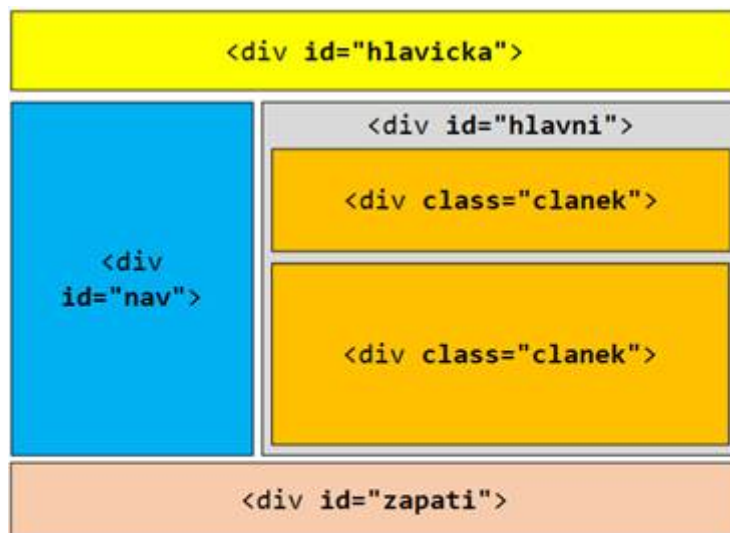 <div id="hlavicka">
<div id="hlavni">
<div class="clanek">
<div
id="nav">
<div class="clanek">
<div id="zapati">